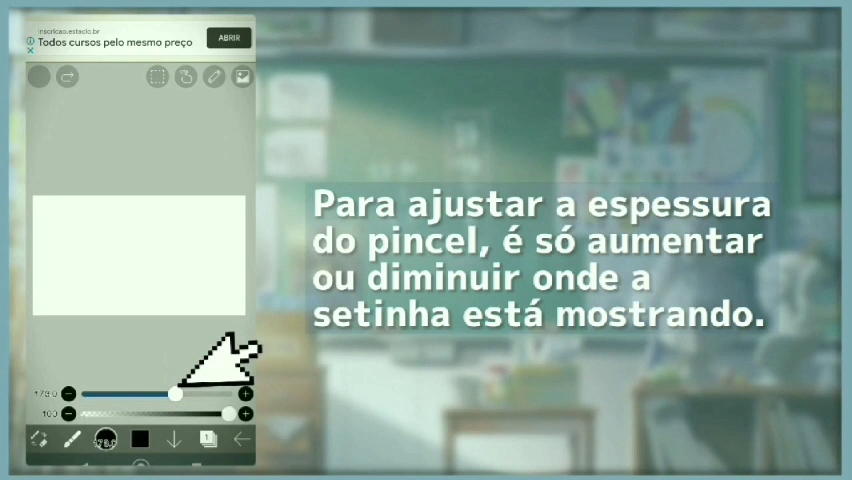 inscricao.estacio.br
Todos cursos pelo mesmo preço
ABRIR
Para ajustar a espessura
do pincel, é só aumentar
ou diminuir onde a
setinha está mostrando.
100
1